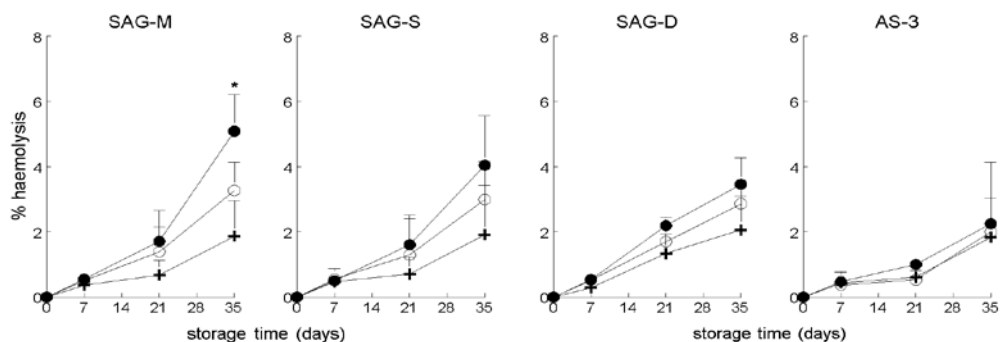 SAG-M SAG-S SAG-D AS-3
8 8 8 8
*
6 6 6 6
% haemolysis
4 4 4 4
2 2 2 2
0 0 0 0
0 7 14 21 28 35 0 7 14 21 28 35 0 7 14 21 28 35 0 7 14 21 28 35
storage time (days) storage time (days)